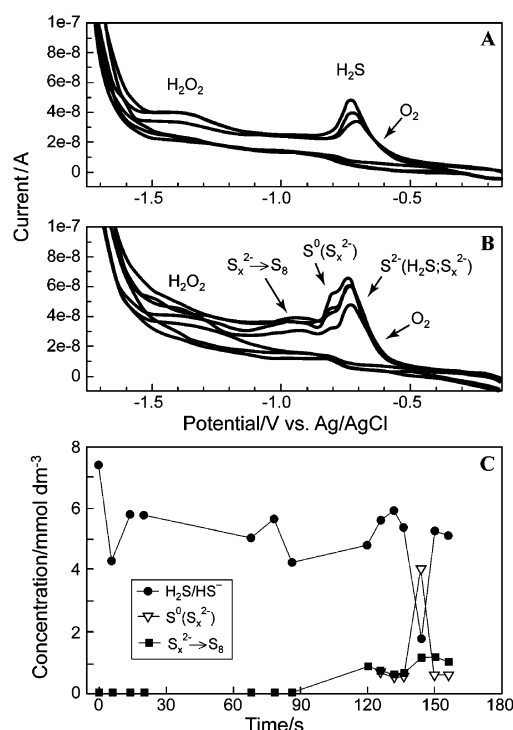 A
1e-7
8e-8
6e-8
4e-8
2e-8
0
H₂O₂
H₂S
O₂
-1.5
-1.0
-0.5
Current/A
B
1e-7
8e-8
6e-8
4e-8
2e-8
0
S⁰(Sₓ²⁻)
Sₓ²⁻→S₈
S²⁻(H₂S;Sₓ²⁻)
H₂O₂
O₂
-1.5
-1.0
-0.5
Potential/V vs. Ag/AgCl
C
8
6
4
2
0
Concentration/mmol dm⁻³
H₂S/HS⁻
S⁰(Sₓ²⁻)
Sₓ²⁻→S₈
0
30
60
90
120
150
180
Time/s